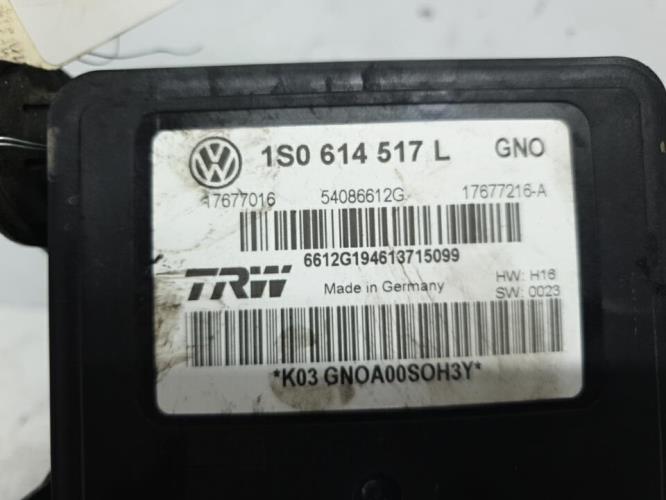 1S0 614 517 L GNO
17677016 54086612G 17677216-A
6612G194613715099
TRW Made in Germany HW: H16
SW: 0023
*K03 GNOA00SOH3Y*